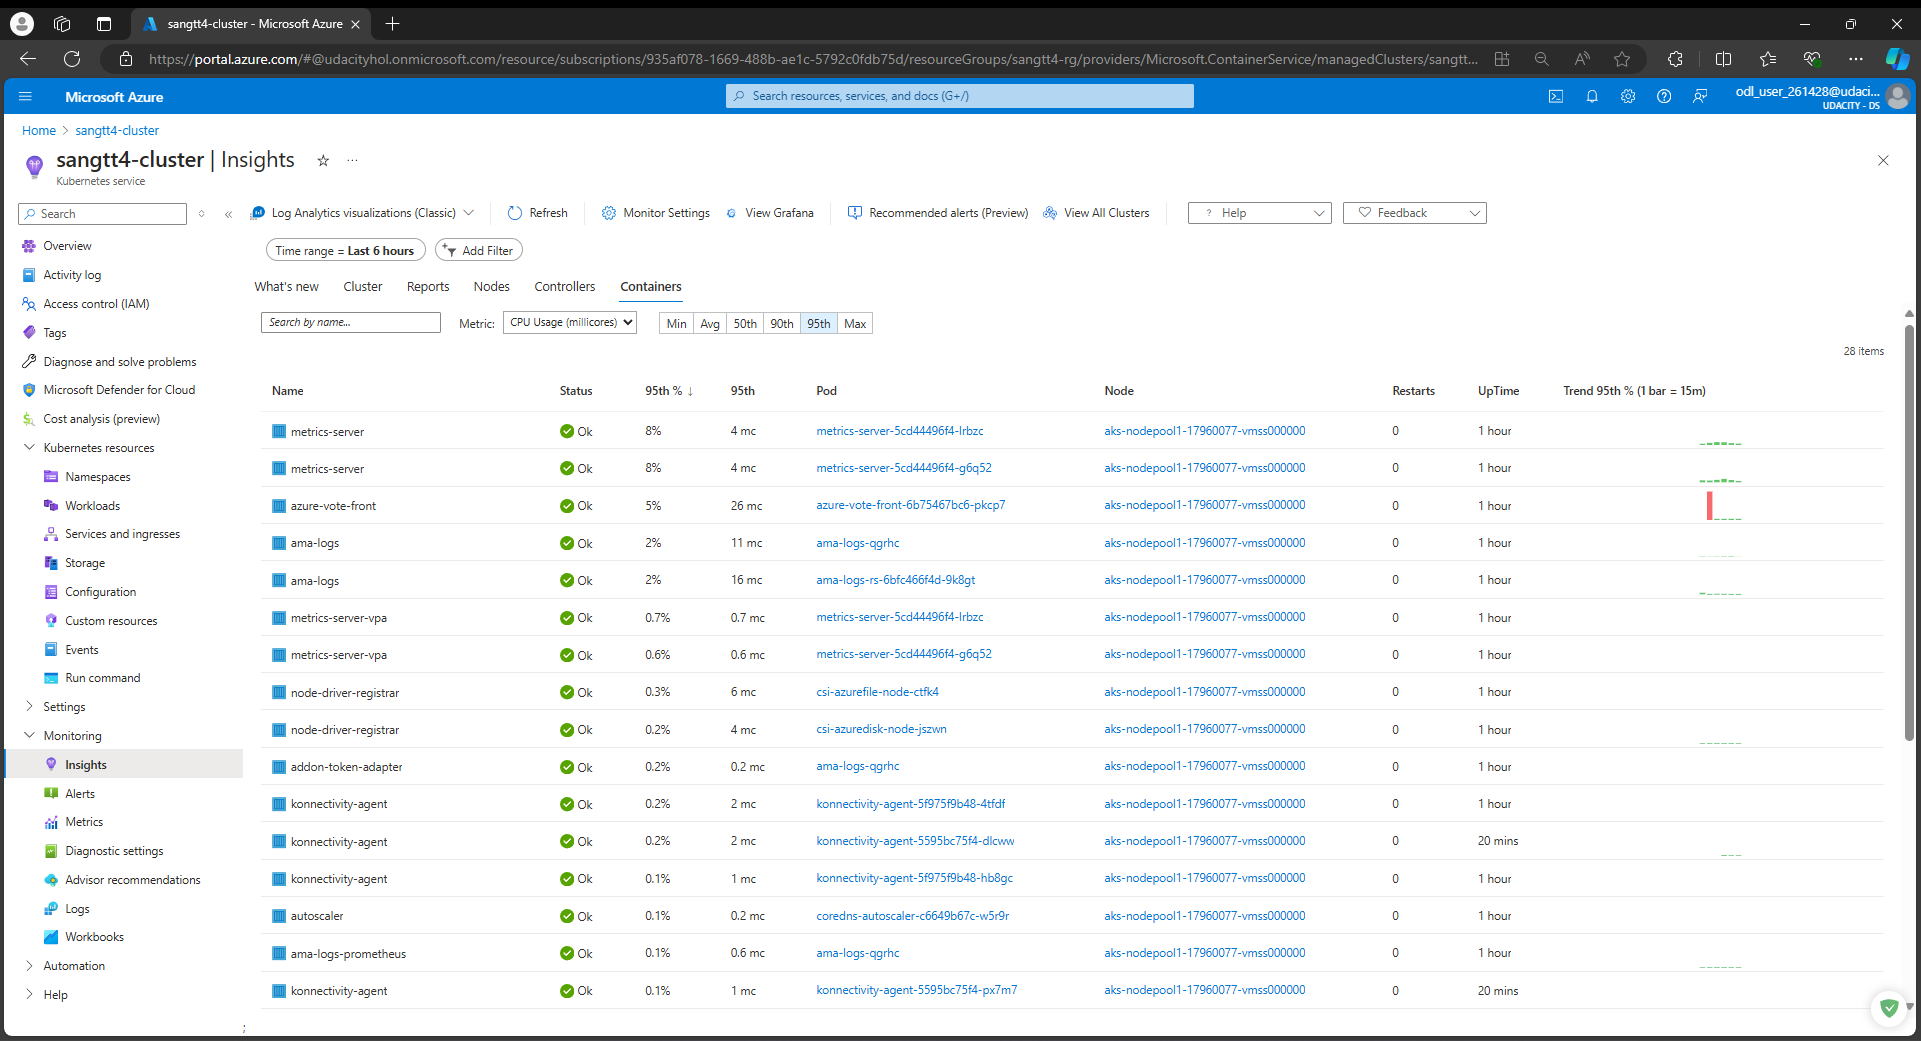 sangtt4-cluster - Microsoft Azure
https://portal.azure.com/#@udacityhol.onmicrosoft.com/resource/subscriptions/935af078-1669-488b-ae1c-5792c0fdb75d/resourceGroups/sangtt4-rg/providers/Microsoft.ContainerService/managedClusters/sangtt...
Microsoft Azure
Search resources, services, and docs (G+/)
odl_user_261428@udaci...
UDACITY - DS
Home > sangtt4-cluster
sangtt4-cluster | Insights
Kubernetes service
Search
Log Analytics visualizations (Classic)
Refresh
Monitor Settings
View Grafana
Recommended alerts (Preview)
View All Clusters
? Help
Feedback
Time range = Last 6 hours
Add Filter
Overview
Activity log
Access control (IAM)
Tags
Diagnose and solve problems
Microsoft Defender for Cloud
Cost analysis (preview)
Kubernetes resources
Namespaces
Workloads
Services and ingresses
Storage
Configuration
Custom resources
Events
Run command
Settings
Monitoring
Insights
Alerts
Metrics
Diagnostic settings
Advisor recommendations
Logs
Workbooks
Automation
Help
What's new Cluster Reports Nodes Controllers Containers
Search by name...
Metric: CPU Usage (millicores)
Min Avg 50th 90th 95th Max
28 items
Name Status 95th % ↓ 95th Pod Node Restarts UpTime Trend 95th % (1 bar = 15m)
metrics-server Ok 8% 4 mc metrics-server-5cd44496f4-lrbzc aks-nodepool1-17960077-vmss000000 0 1 hour
metrics-server Ok 8% 4 mc metrics-server-5cd44496f4-g6q52 aks-nodepool1-17960077-vmss000000 0 1 hour
azure-vote-front Ok 5% 26 mc azure-vote-front-6b75467bc6-pkcp7 aks-nodepool1-17960077-vmss000000 0 1 hour
ama-logs Ok 2% 11 mc ama-logs-qgrhc aks-nodepool1-17960077-vmss000000 0 1 hour
ama-logs Ok 2% 16 mc ama-logs-rs-6bfc466f4d-9k8gt aks-nodepool1-17960077-vmss000000 0 1 hour
metrics-server-vpa Ok 0.7% 0.7 mc metrics-server-5cd44496f4-lrbzc aks-nodepool1-17960077-vmss000000 0 1 hour
metrics-server-vpa Ok 0.6% 0.6 mc metrics-server-5cd44496f4-g6q52 aks-nodepool1-17960077-vmss000000 0 1 hour
node-driver-registrar Ok 0.3% 6 mc csi-azurefile-node-ctfk4 aks-nodepool1-17960077-vmss000000 0 1 hour
node-driver-registrar Ok 0.2% 4 mc csi-azuredisk-node-jszwn aks-nodepool1-17960077-vmss000000 0 1 hour
addon-token-adapter Ok 0.2% 0.2 mc ama-logs-qgrhc aks-nodepool1-17960077-vmss000000 0 1 hour
konnectivity-agent Ok 0.2% 2 mc konnectivity-agent-5f975f9b48-4tfdf aks-nodepool1-17960077-vmss000000 0 1 hour
konnectivity-agent Ok 0.2% 2 mc konnectivity-agent-5595bc75f4-dlcww aks-nodepool1-17960077-vmss000000 0 20 mins
konnectivity-agent Ok 0.1% 1 mc konnectivity-agent-5f975f9b48-hb8gc aks-nodepool1-17960077-vmss000000 0 1 hour
autoscaler Ok 0.1% 0.2 mc coredns-autoscaler-c6649b67c-w5r9r aks-nodepool1-17960077-vmss000000 0 1 hour
ama-logs-prometheus Ok 0.1% 0.6 mc ama-logs-qgrhc aks-nodepool1-17960077-vmss000000 0 1 hour
konnectivity-agent Ok 0.1% 1 mc konnectivity-agent-5595bc75f4-px7m7 aks-nodepool1-17960077-vmss000000 0 20 mins
;